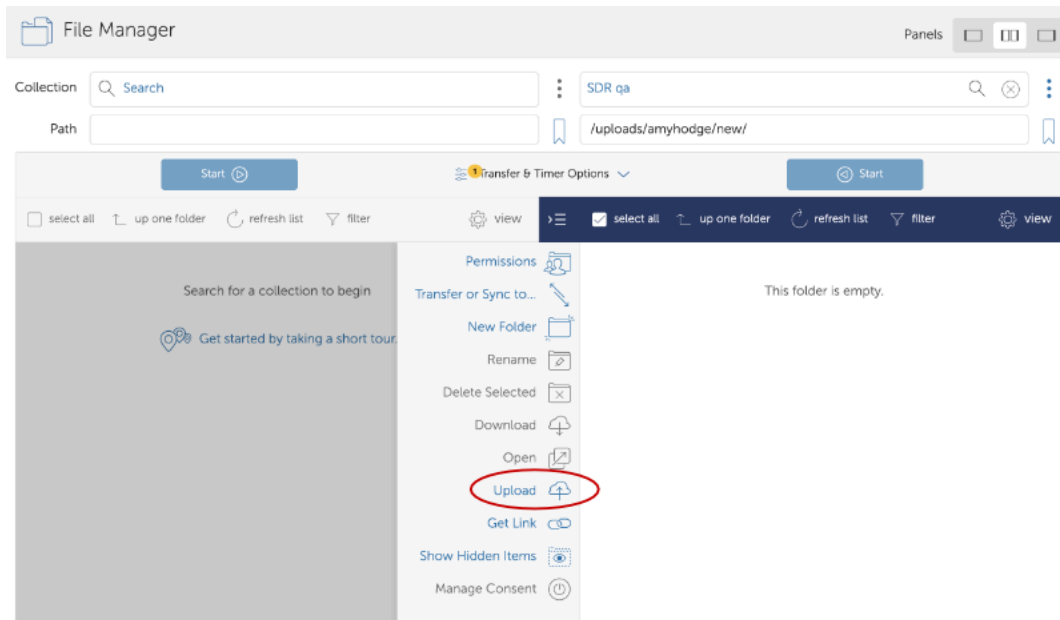 File Manager
Panels
Collection Search SDR qa
Path /uploads/amyhodge/new/
Start 1 Transfer & Timer Options Start
select all up one folder refresh list filter view select all up one folder refresh list filter view
Permissions
Search for a collection to begin Transfer or Sync to... This folder is empty.
New Folder
Get started by taking a short tour.
Rename
Delete Selected
Download
Open
Upload
Get Link
Show Hidden Items
Manage Consent